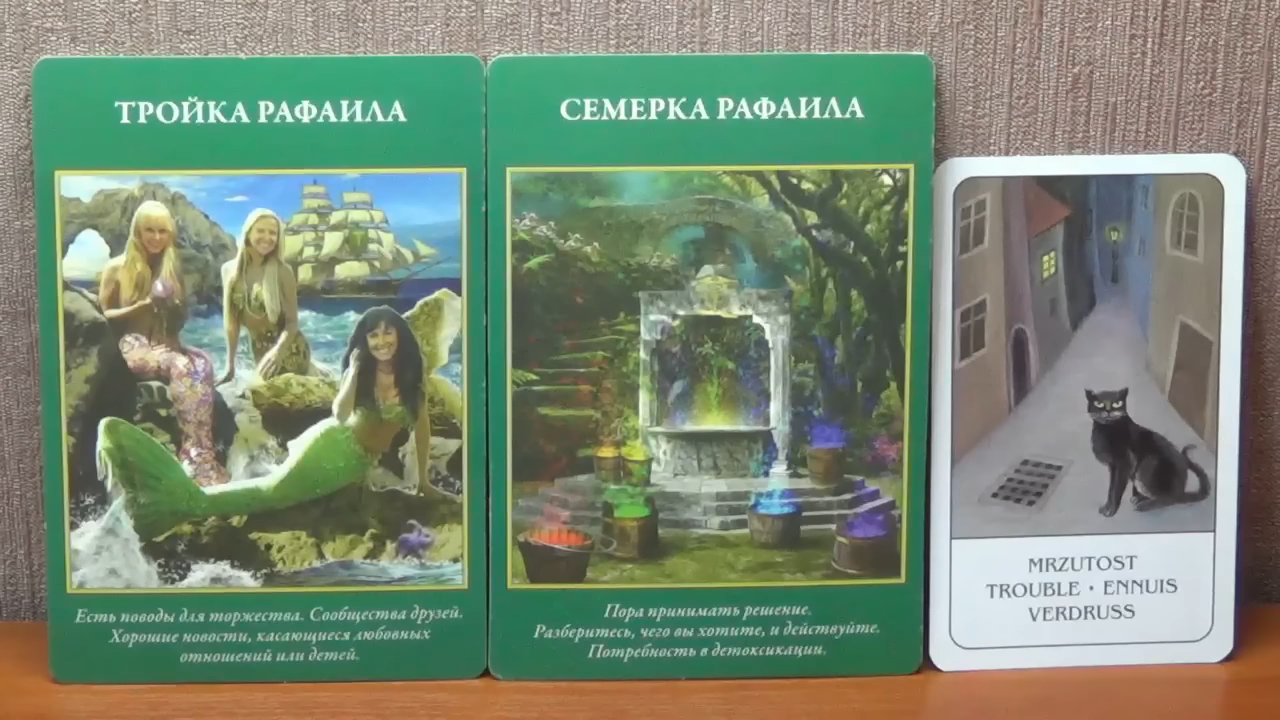 ТРОЙКА РАФАИЛА
Есть поводы для торжества. Сообщества друзей.
Хорошие новости, касающиеся любовных
отношений или детей.
СЕМЕРКА РАФАИЛА
Пора принимать решение.
Разберитесь, чего вы хотите, и действуйте.
Потребность в детоксикации.
MRZUTOST
TROUBLE • ENNUIS
VERDRUSS